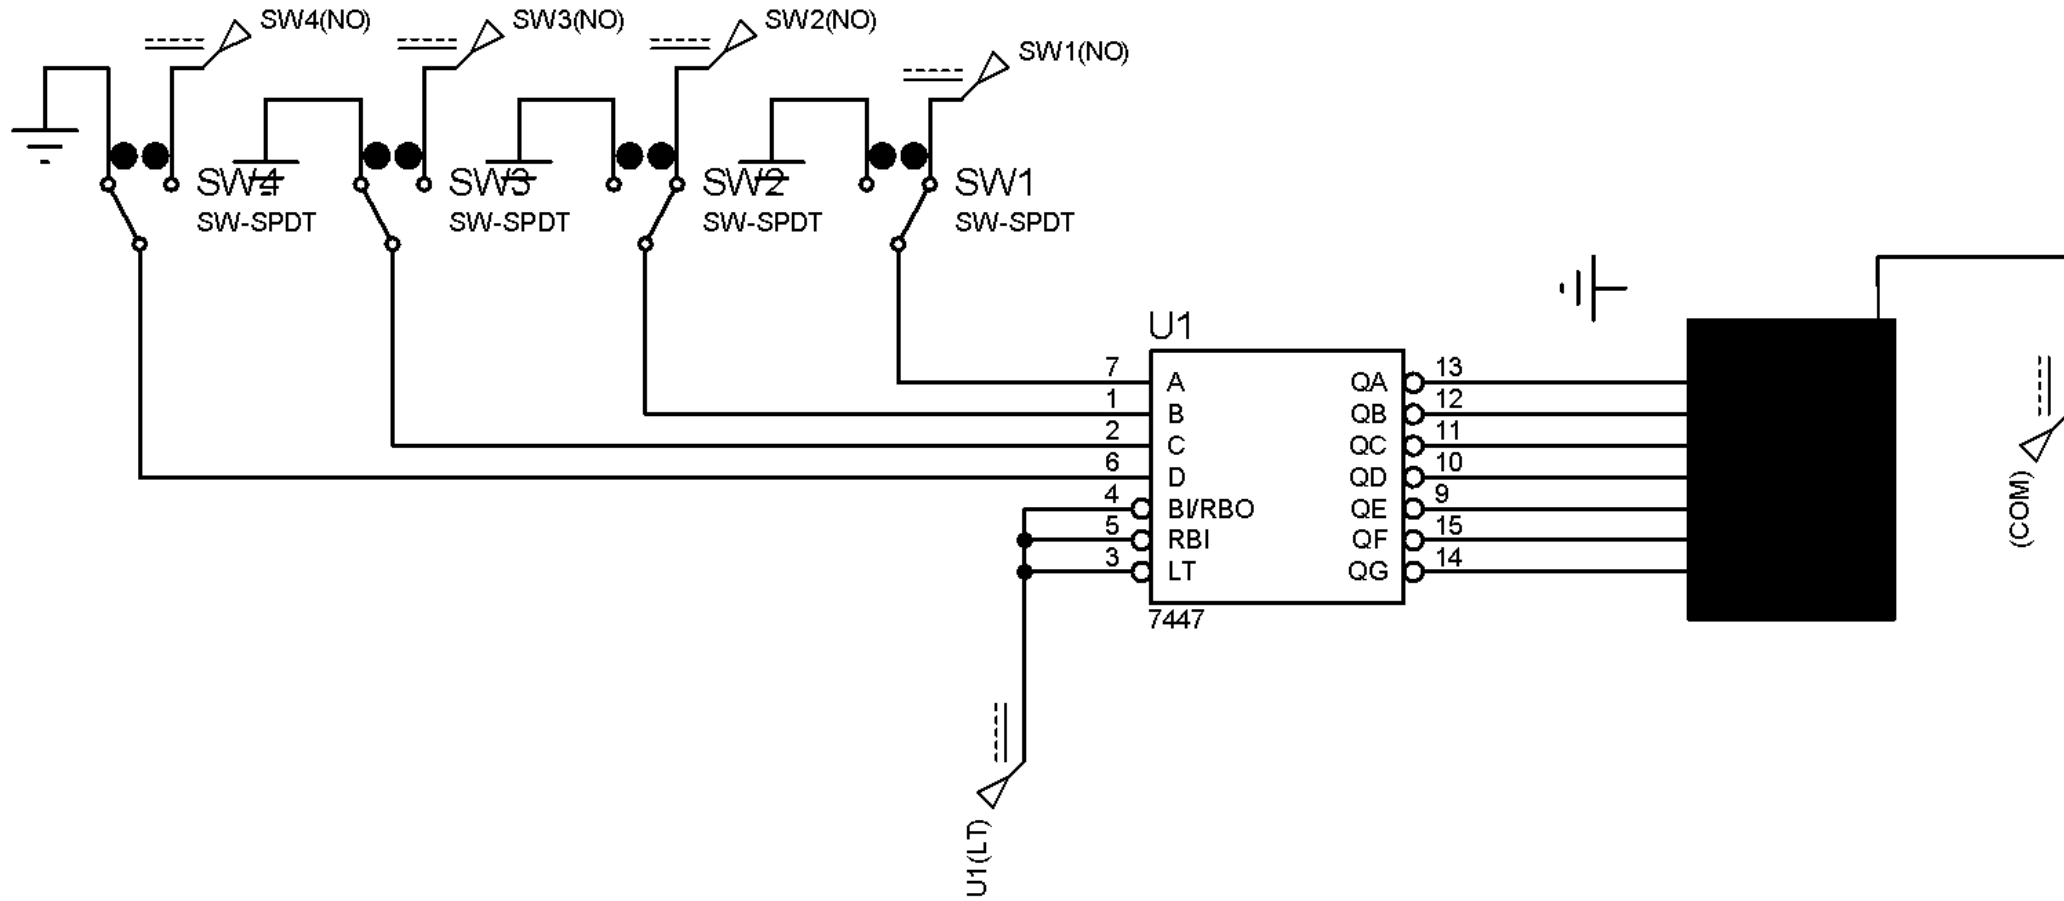 SW4(NO)
SW3(NO)
SW2(NO)
SW1(NO)
SW4
SW-SPDT
SW3
SW-SPDT
SW2
SW-SPDT
SW1
SW-SPDT
U1
7 A QA 13
1 B QB 12
2 C QC 11
6 D QD 10
4 BI/RBO QE 9
5 RBI QF 15
3 LT QG 14
7447
U1(LT)
(COM)